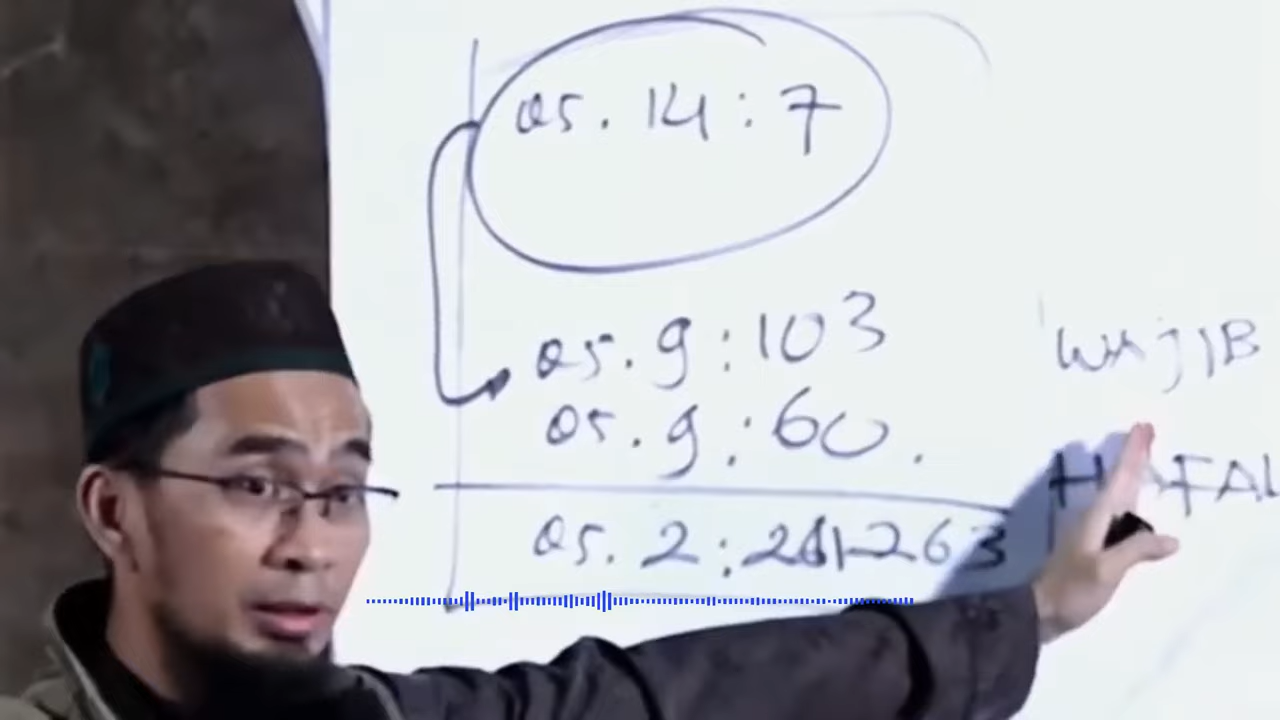 QS. 14 : 7
QS. 9 : 103
QS. 9 : 60.
QS. 2 : 261-263
WAJIB
HAFAL